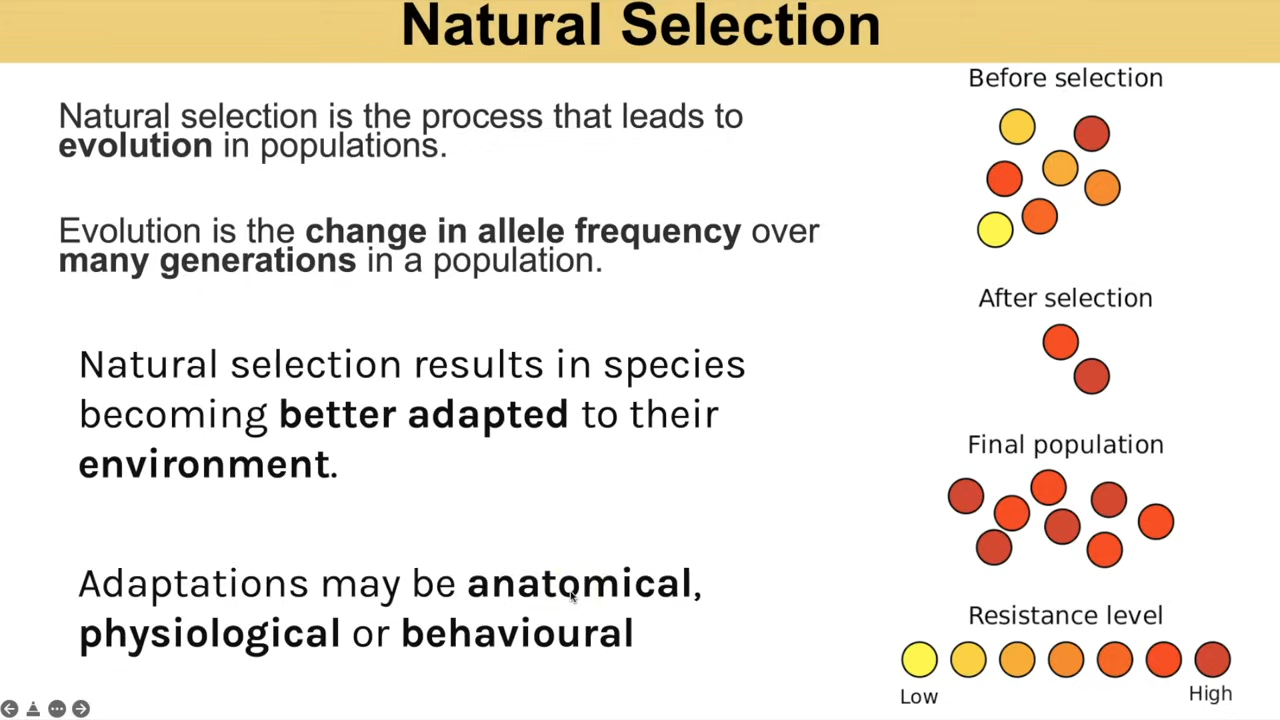 Natural Selection
Natural selection is the process that leads to
evolution in populations.
Evolution is the change in allele frequency over
many generations in a population.
Natural selection results in species
becoming better adapted to their
environment.
Adaptations may be anatomical,
physiological or behavioural
Before selection
After selection
Final population
Resistance level
Low
High